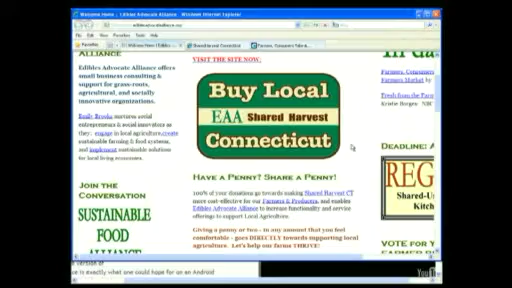 Welcome Home | Edibles Advocate Alliance - Windows Internet Explorer
File Edit View Favorites Tools Help
Favorites
ALLIANCE
Edibles Advocate Alliance offers
small business consulting &
support for grass-roots,
agricultural, and socially
innovative organizations.
Emily Brooks nurtures social
entrepreneurs & social innovators as
they: engage in local agriculture, create
sustainable farming & food systems,
and implement sustainable solutions
for local living economies.
JOIN THE
CONVERSATION
SUSTAINABLE
FOOD
VISIT THE SITE NOW:
Buy Local
EAA Shared Harvest
Connecticut
HAVE A PENNY? SHARE A PENNY!
100% of your donations go towards making Shared Harvest CT
more cost-effective for our Farmers & Producers, and enables
Edibles Advocate Alliance to increase functionality and service
offerings to support Local Agriculture.
Giving a penny or two - in any amount that you feel
comfortable - goes DIRECTLY towards supporting local
agriculture. Let's help our farms THRIVE!
Farmers, Consumers
Farmers Market by
Fresh from the Farm
DEADLINE: A
REG
Shared-U
Kitch
VOTE FOR Y
is exactly what one could hope for on an Android
YouTube